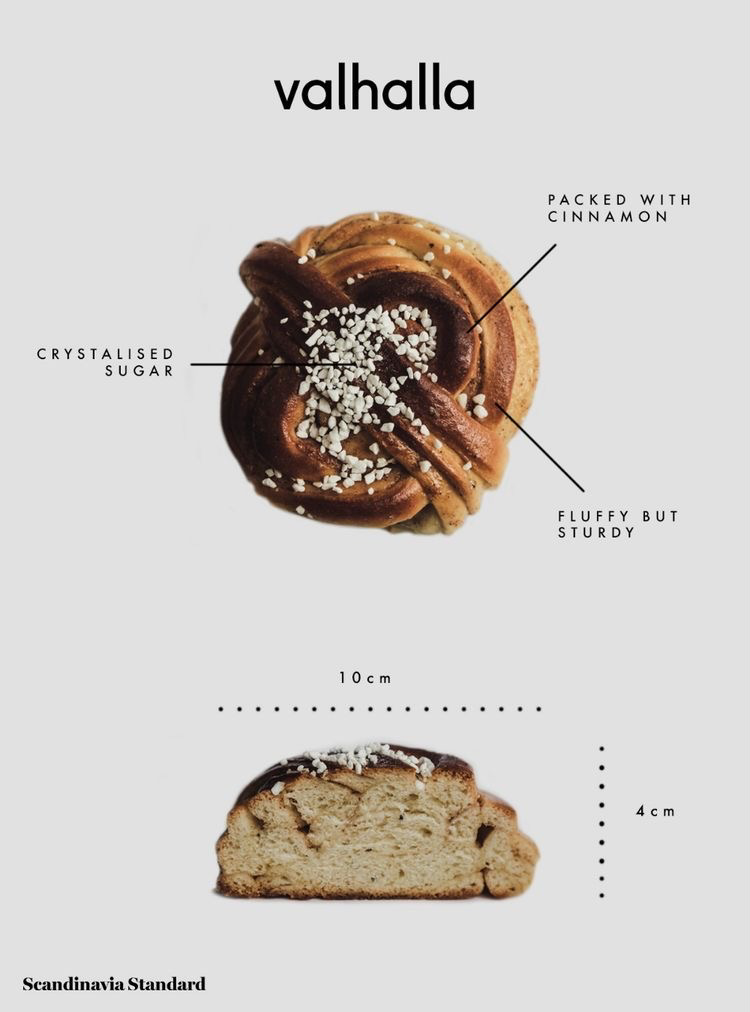 valhalla
PACKED WITH
CINNAMON
CRYSTALISED
SUGAR
FLUFFY BUT
STURDY
10cm
4cm
Scandinavia Standard